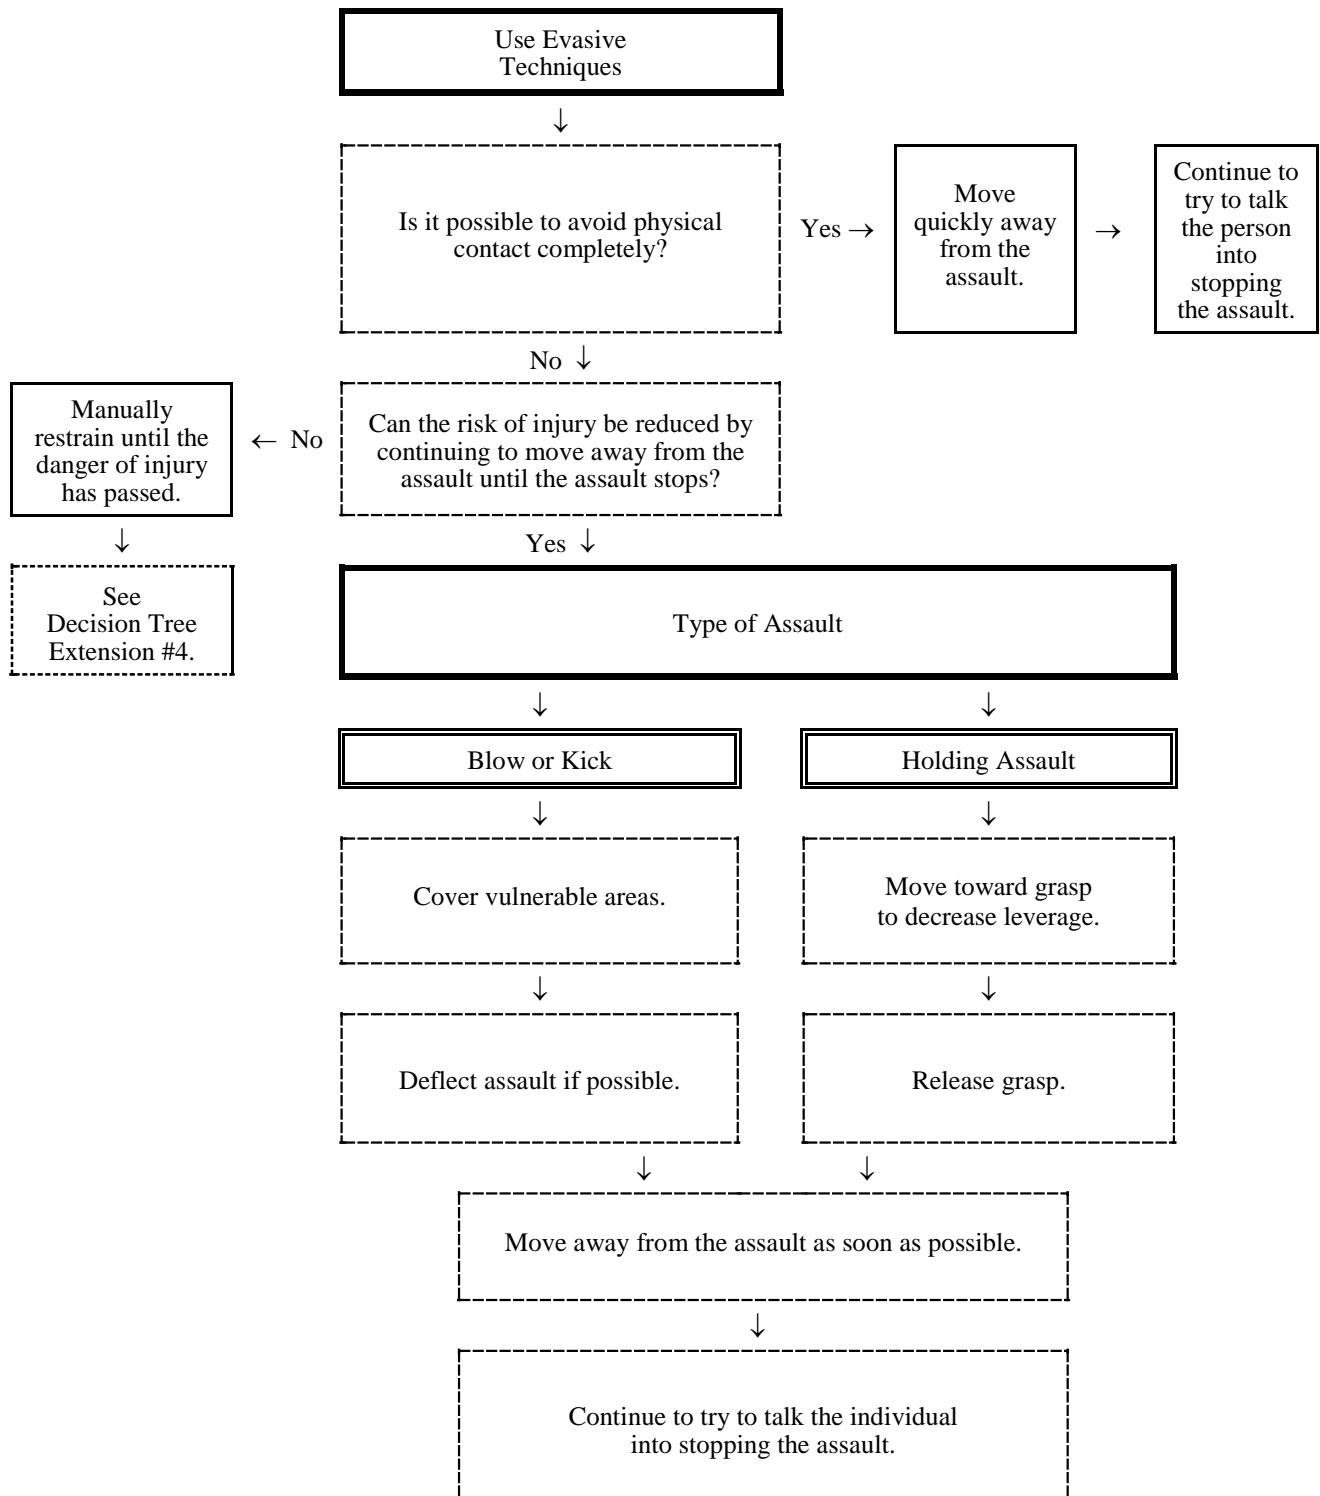 Use Evasive
Techniques
↓
Is it possible to avoid physical
contact completely?
Yes →
Move
quickly away
from the
assault.
→
Continue to
try to talk
the person
into
stopping
the assault.
No ↓
Can the risk of injury be reduced by
continuing to move away from the
assault until the assault stops?
← No
Manually
restrain until the
danger of injury
has passed.
↓
See
Decision Tree
Extension #4.
Yes ↓
Type of Assault
↓ ↓
Blow or Kick
Holding Assault
↓ ↓
Cover vulnerable areas.
Move toward grasp
to decrease leverage.
↓ ↓
Deflect assault if possible.
Release grasp.
↓ ↓
Move away from the assault as soon as possible.
↓
Continue to try to talk the individual
into stopping the assault.